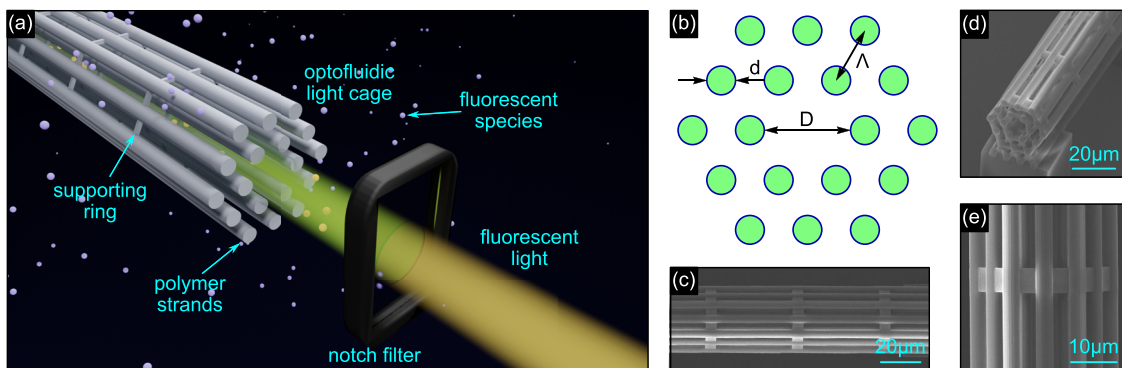 (a)
optofluidic
light cage
fluorescent
species
supporting
ring
polymer
strands
fluorescent
light
notch filter
(b)
Λ
d
D
(c)
20μm
(d)
20μm
(e)
10μm